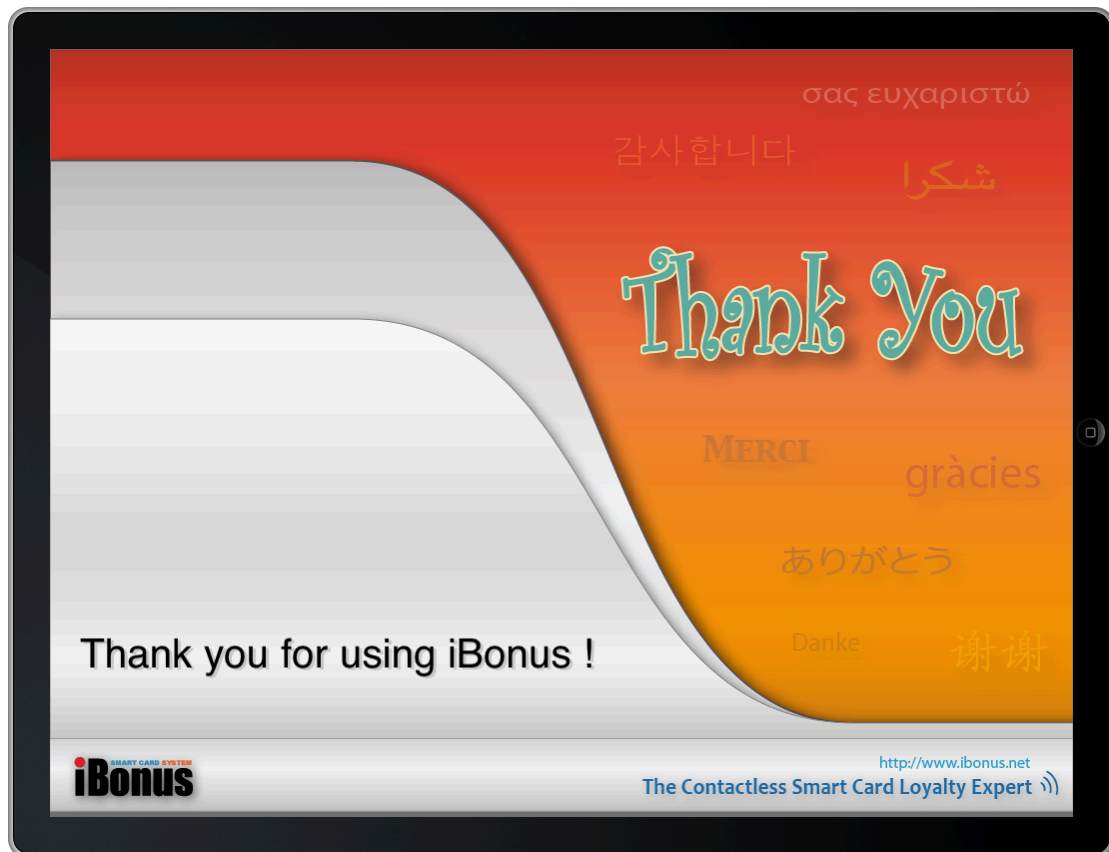 σας ευχαριστώ
감사합니다
شكرا
Thank You
MERCI
gràcies
ありがとう
Danke
谢谢
Thank you for using iBonus !
SMART CARD SYSTEM
iBonus
http://www.ibonus.net
The Contactless Smart Card Loyalty Expert